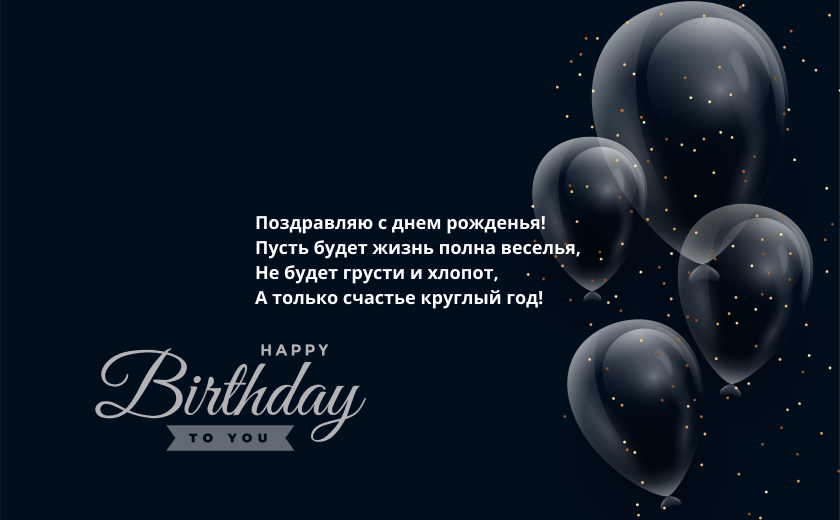 Поздравляю с днем рожденья!
Пусть будет жизнь полна веселья,
Не будет грусти и хлопот,
А только счастье круглый год!
HAPPY
Birthday
TO YOU